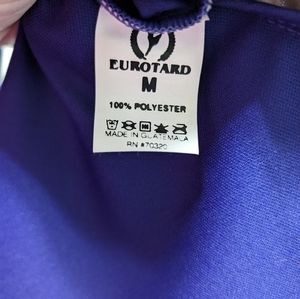 EUROTARD
M
100% POLYESTER
MADE IN GUATEMALA
RN #70320